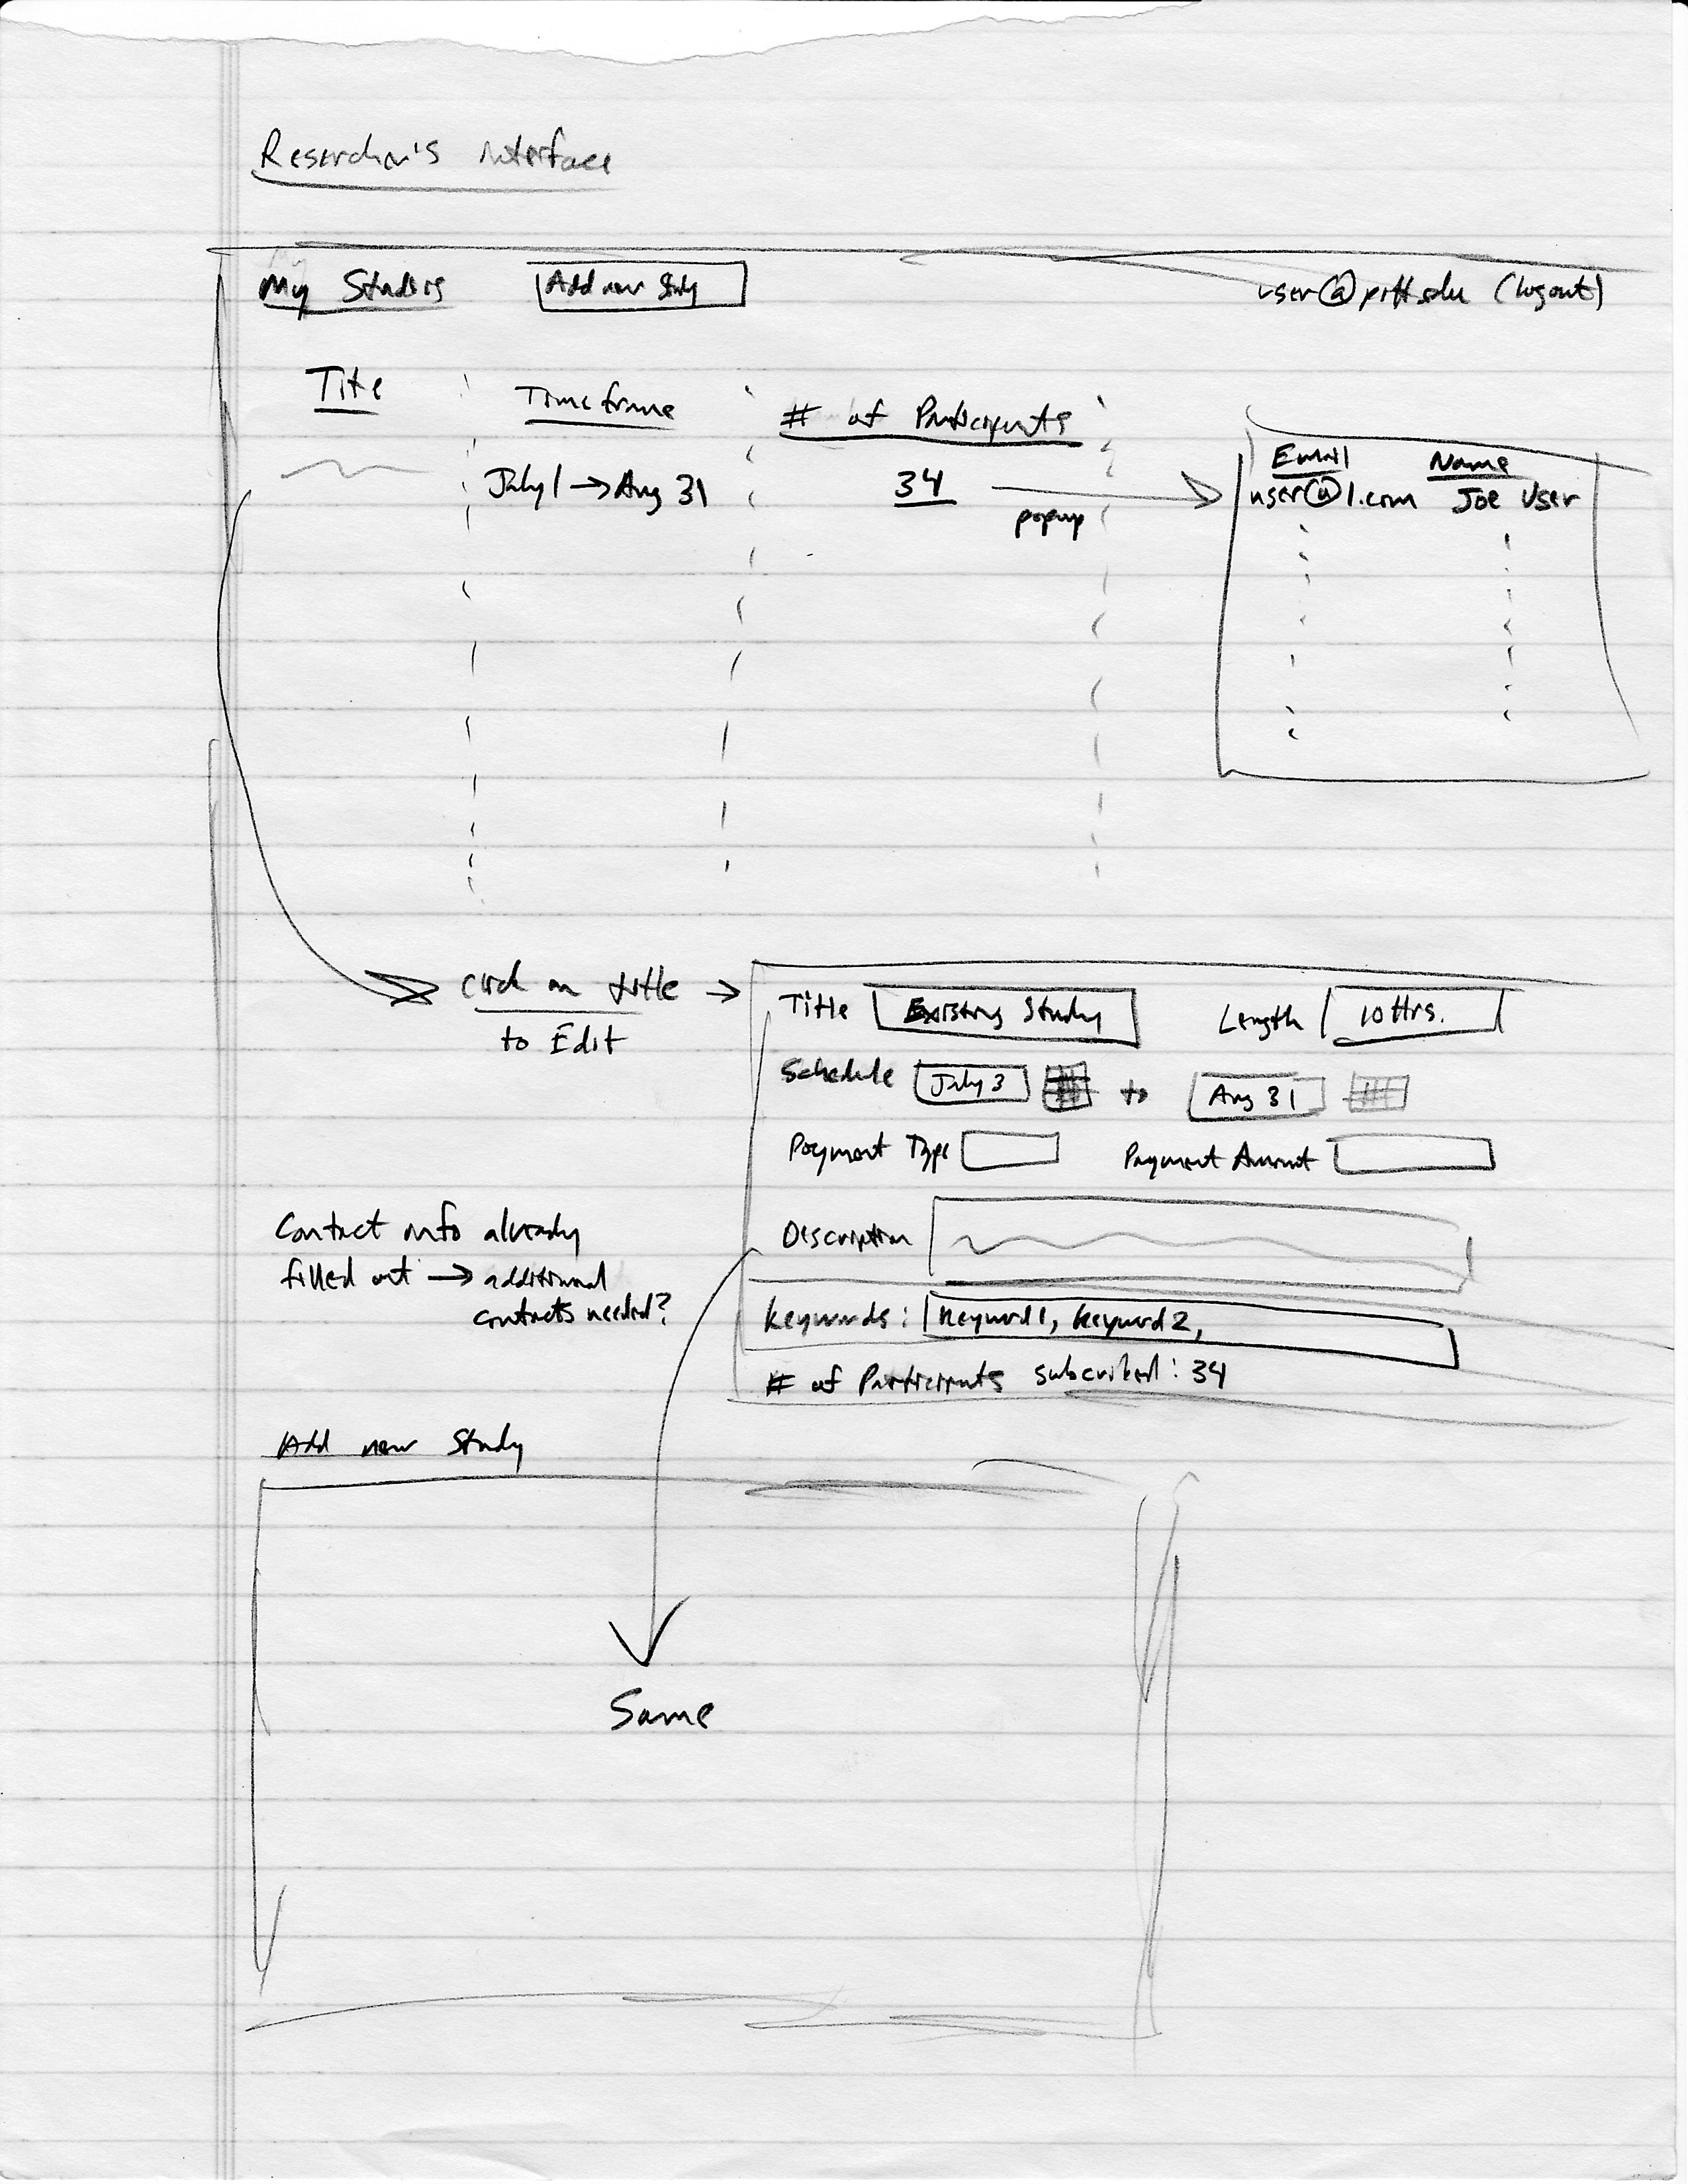 Researcher's interface
My Studies
Add new Study
user@pitt.edu (logout)
Title
Timeframe
# of Participants
July 1 → Aug 31
34
popup
Email Name
user@1.com Joe User
click on title →
to Edit
Title Existing Study Length 10 Hrs.
Schedule July 3 to Aug 31
Payment Type Payment Amount
Description
Keywords: Keyword1, Keyword2,
# of Participants subscribed: 34
Contact info already
filled out → additional
contacts needed?
Add new Study
Same